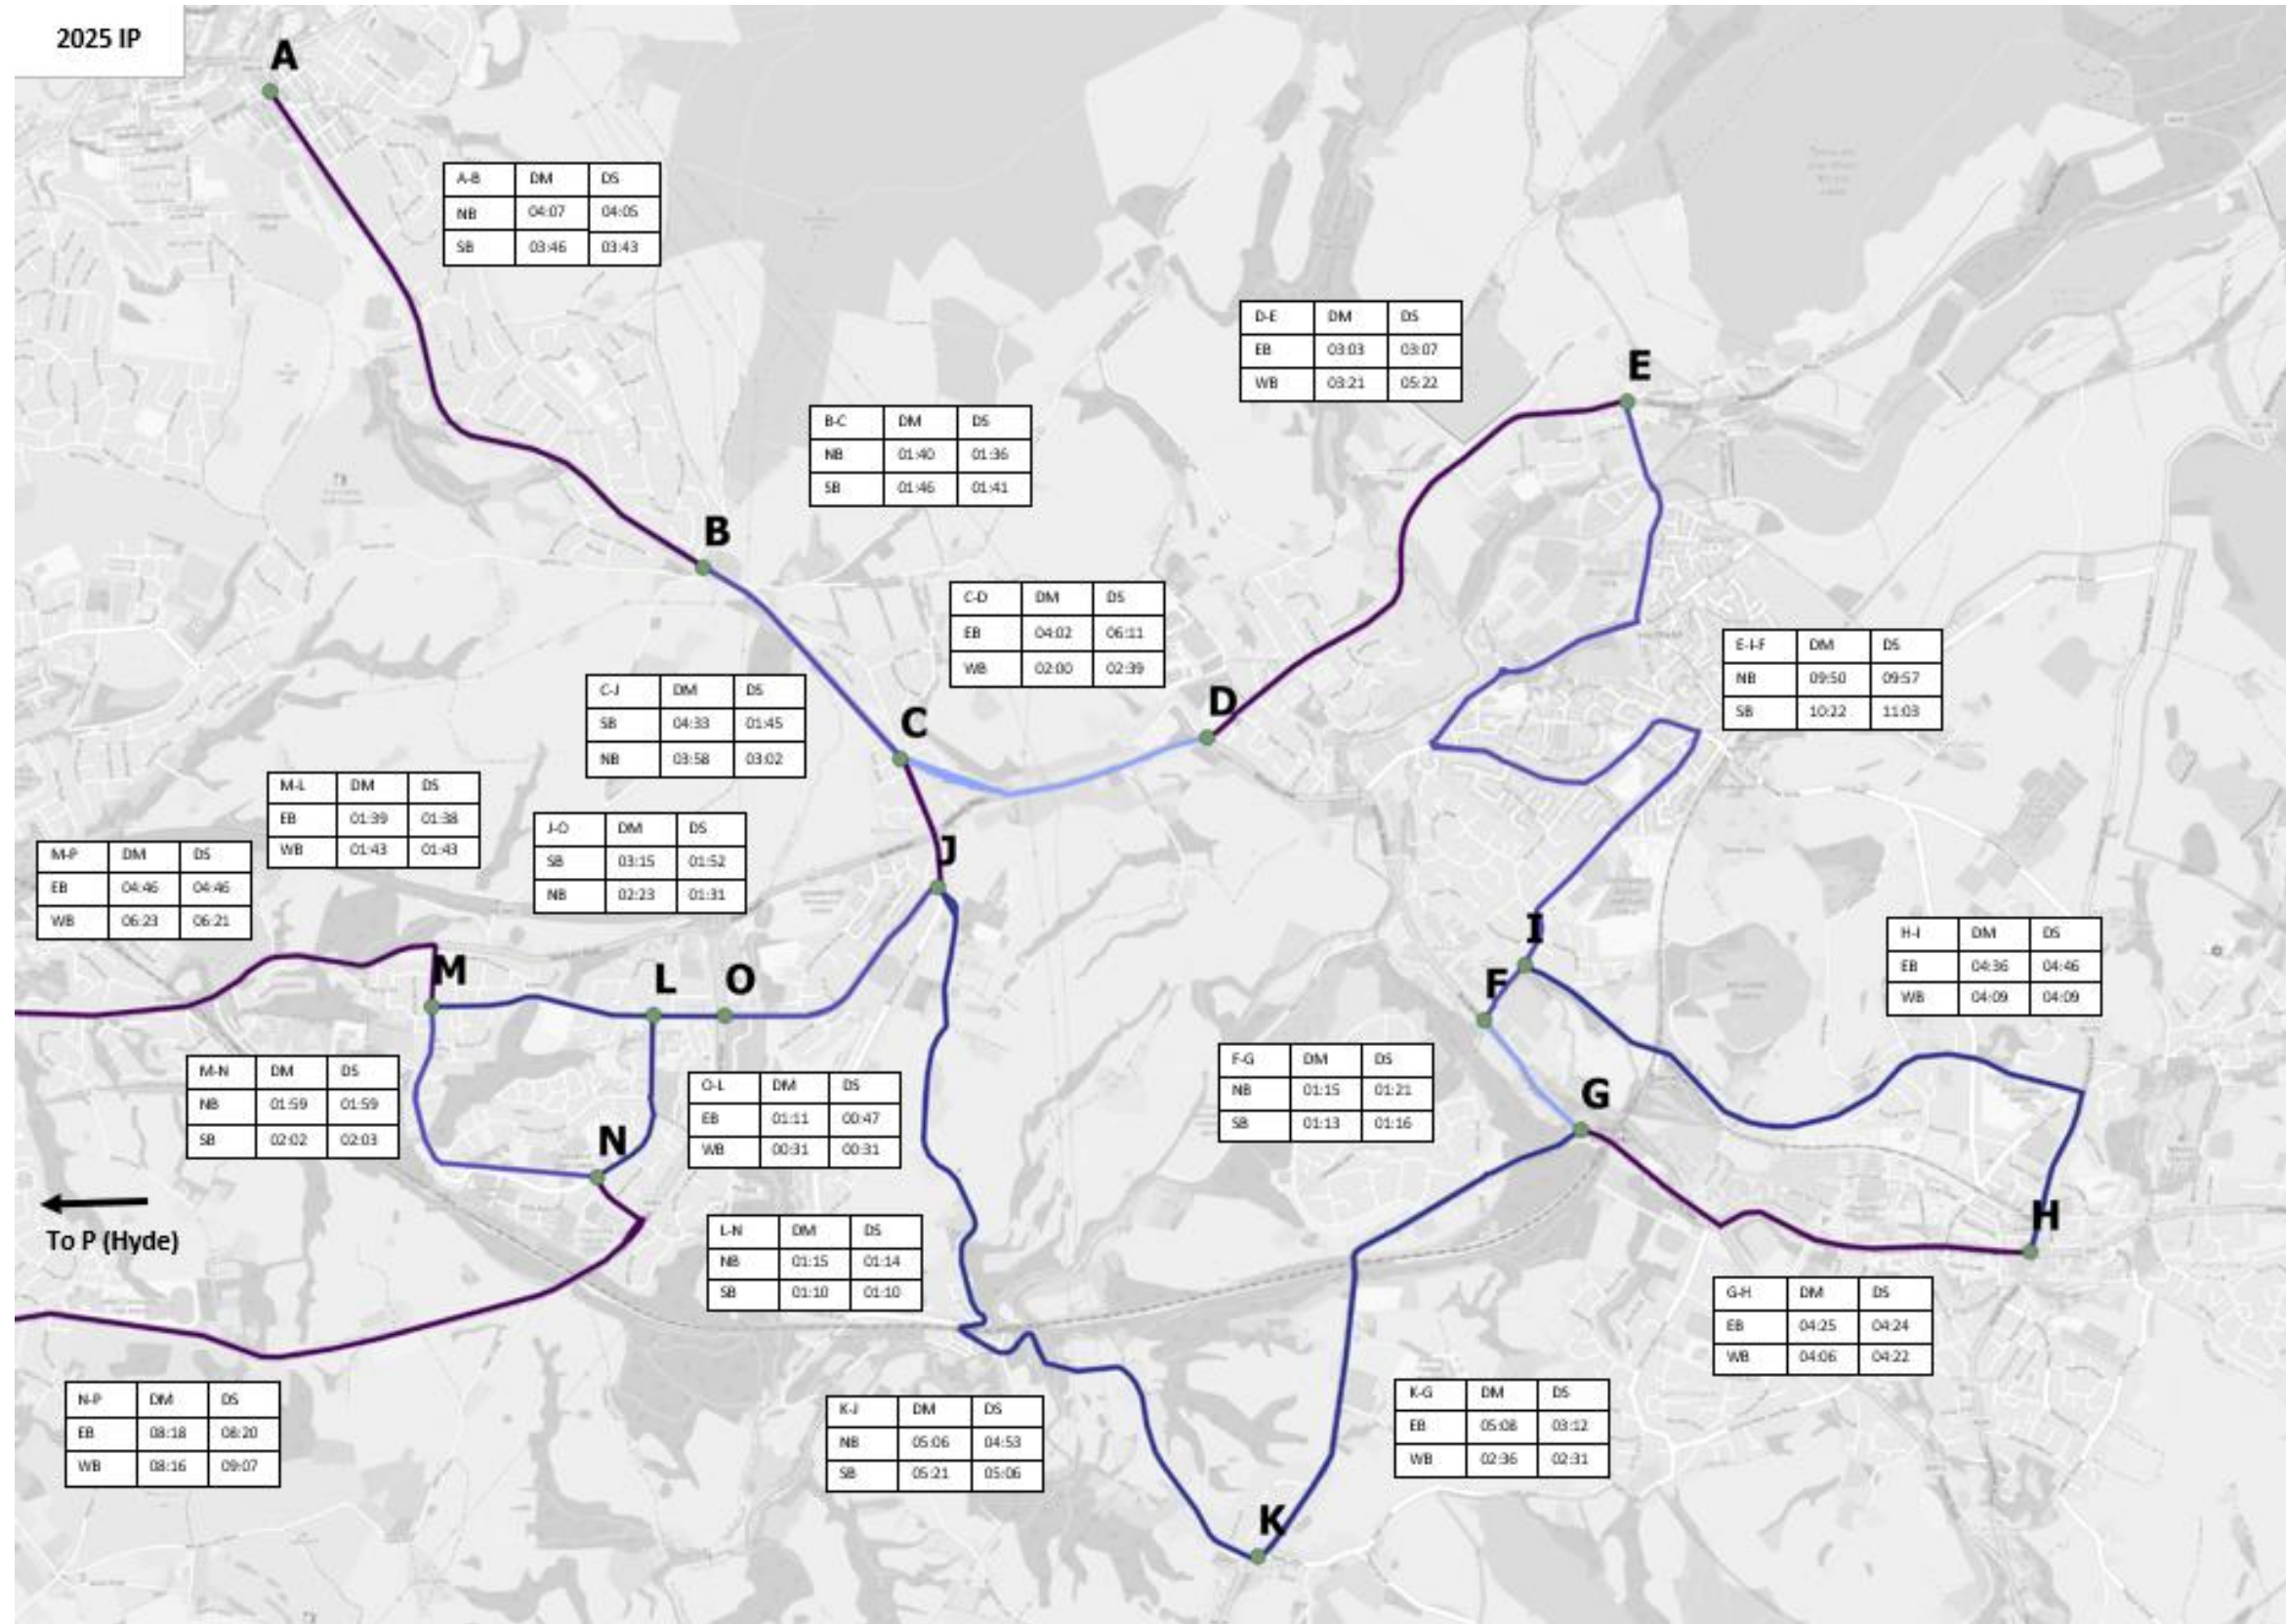 2025 IP
A
A-B DM DS
NB 04:07 04:05
SB 03:46 03:43
D-E DM DS
EB 03:03 03:07
WB 03:21 05:22
E
B-C DM DS
NB 01:40 01:36
SB 01:46 01:41
B
C-D DM DS
EB 04:02 06:11
WB 02:00 02:39
E-I-F DM DS
NB 09:50 09:57
SB 10:22 11:03
C-J DM DS
SB 04:33 01:45
NB 03:58 03:02
C
D
M-L DM DS
EB 01:39 01:38
WB 01:43 01:43
J-O DM DS
SB 03:15 01:52
NB 02:23 01:31
M-P DM DS
EB 04:46 04:46
WB 06:23 06:21
J
H-I DM DS
EB 04:36 04:46
WB 04:09 04:09
I
M
L
O
F
M-N DM DS
NB 01:59 01:59
SB 02:02 02:03
O-L DM DS
EB 01:11 00:47
WB 00:31 00:31
F-G DM DS
NB 01:15 01:21
SB 01:13 01:16
G
N
H
To P (Hyde)
L-N DM DS
NB 01:15 01:14
SB 01:10 01:10
G-H DM DS
EB 04:25 04:24
WB 04:06 04:22
N-P DM DS
EB 08:18 08:20
WB 08:16 09:07
K-J DM DS
NB 05:06 04:53
SB 05:21 05:06
K-G DM DS
EB 05:08 03:12
WB 02:36 02:31
K